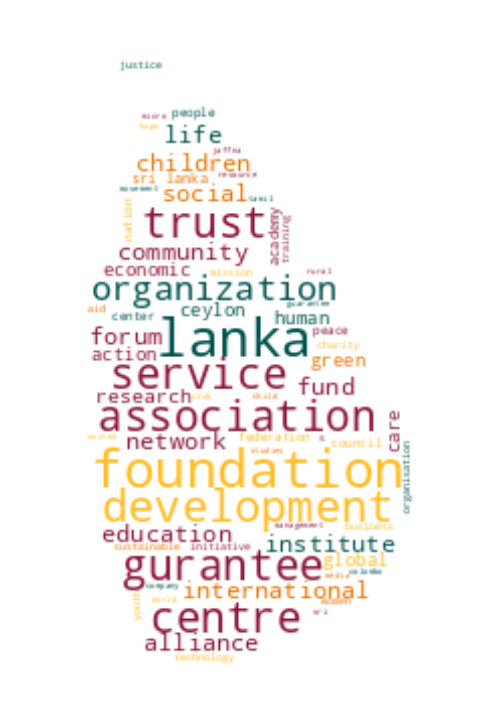 justice
micro people
hope
life
jaffna
children
resource
sri lanka
movement
social
tamil
nation
trust
academy
training
community
economic
mission
rural
organization
guarantee
aid
ceylon
center
human
lanka
peace
forum
charity
action
green
service
fund
research
club
child
association
care
united
network
federation
s
council
studies
organisation
foundation
development
management
business
education
institute
sustainable
initiative
global
gurantee
colombo
media
company
international
youth
world
sri
centre
alliance
technology